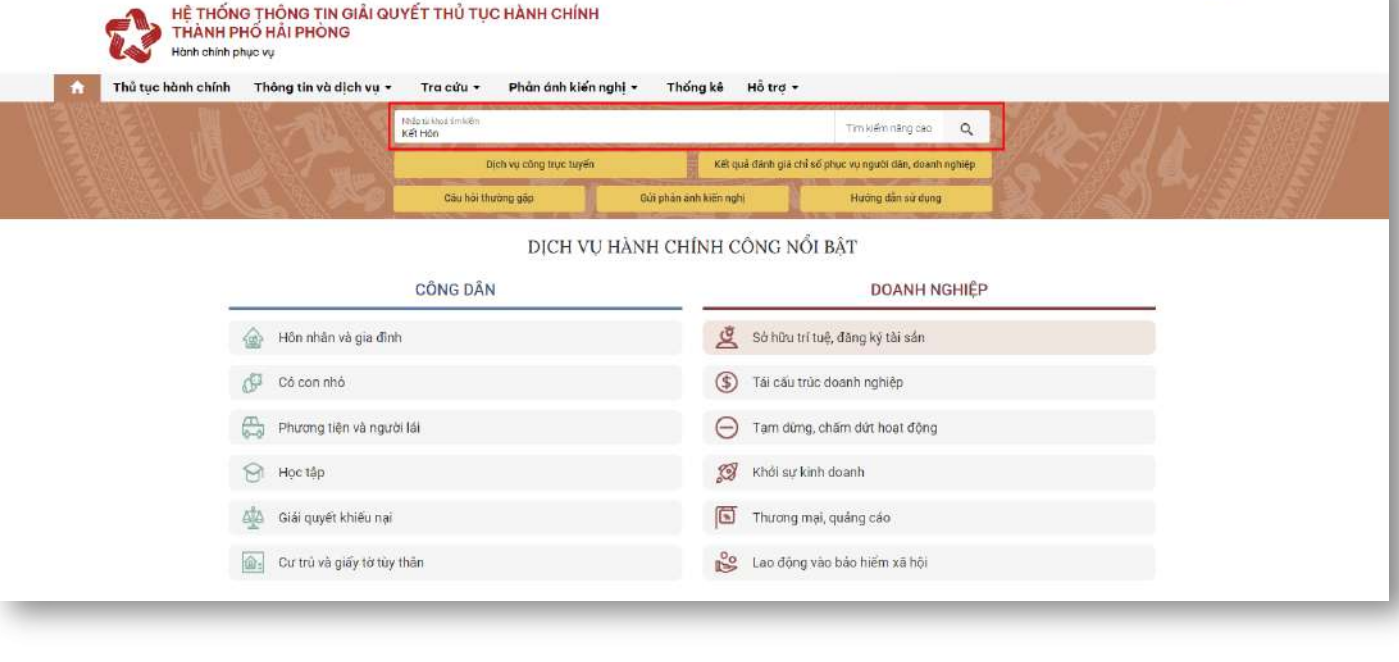 HỆ THỐNG THÔNG TIN GIẢI QUYẾT THỦ TỤC HÀNH CHÍNH
THÀNH PHỐ HẢI PHÒNG
Hành chính phục vụ
Thủ tục hành chính Thông tin và dịch vụ Tra cứu Phản ánh kiến nghị Thống kê Hỗ trợ
Nhập từ khoá tìm kiếm
Kết Hôn
Tìm kiếm nâng cao
Dịch vụ công trực tuyến Kết quả đánh giá chỉ số phục vụ người dân, doanh nghiệp
Câu hỏi thường gặp Gửi phản ánh kiến nghị Hướng dẫn sử dụng
DỊCH VỤ HÀNH CHÍNH CÔNG NỔI BẬT
CÔNG DÂN
Hôn nhân và gia đình
Có con nhỏ
Phương tiện và người lái
Học tập
Giải quyết khiếu nại
Cư trú và giấy tờ tùy thân
DOANH NGHIỆP
Sở hữu trí tuệ, đăng ký tài sản
Tái cấu trúc doanh nghiệp
Tạm dừng, chấm dứt hoạt động
Khởi sự kinh doanh
Thương mại, quảng cáo
Lao động vào bảo hiểm xã hội